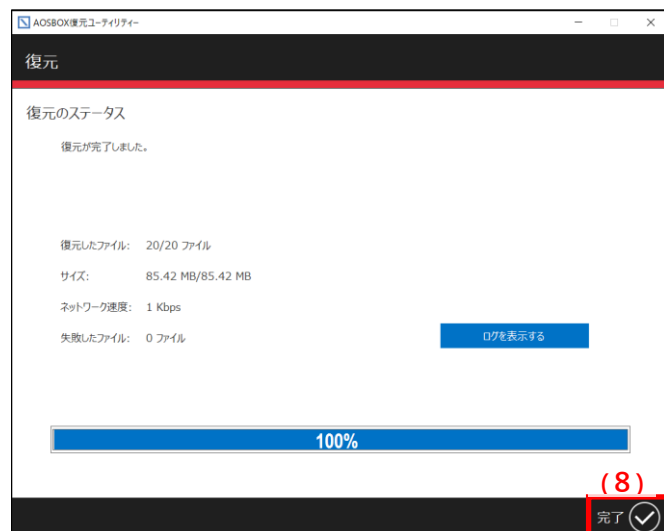 AOSBOX復元ユーティリティー
復元
復元のステータス
復元が完了しました。
復元したファイル: 20/20 ファイル
サイズ: 85.42 MB/85.42 MB
ネットワーク速度: 1 Kbps
失敗したファイル: 0 ファイル
ログを表示する
100%
(8)
完了